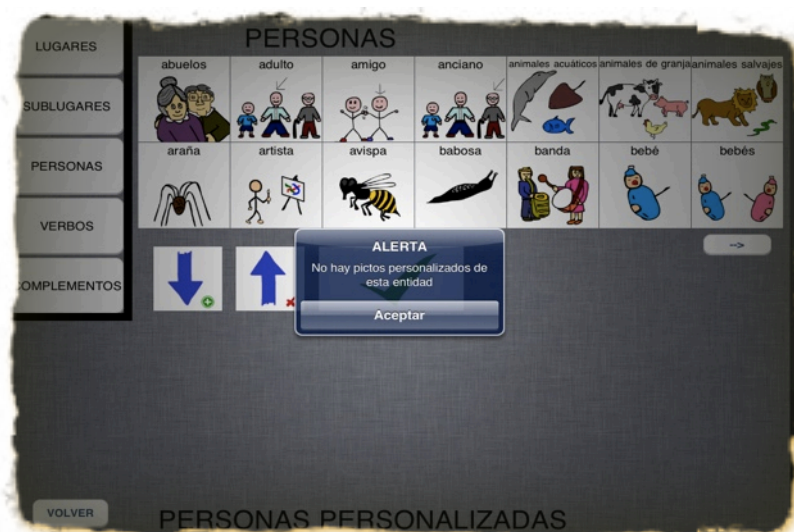 PERSONAS
LUGARES
SUBLUGARES
PERSONAS
VERBOS
COMPLEMENTOS
abuelos adulto amigo anciano animales acuáticos animales de granja animales salvajes
araña artista avispa babosa banda bebé bebés
-->
ALERTA
No hay pictos personalizados de
esta entidad
Aceptar
VOLVER
PERSONAS PERSONALIZADAS